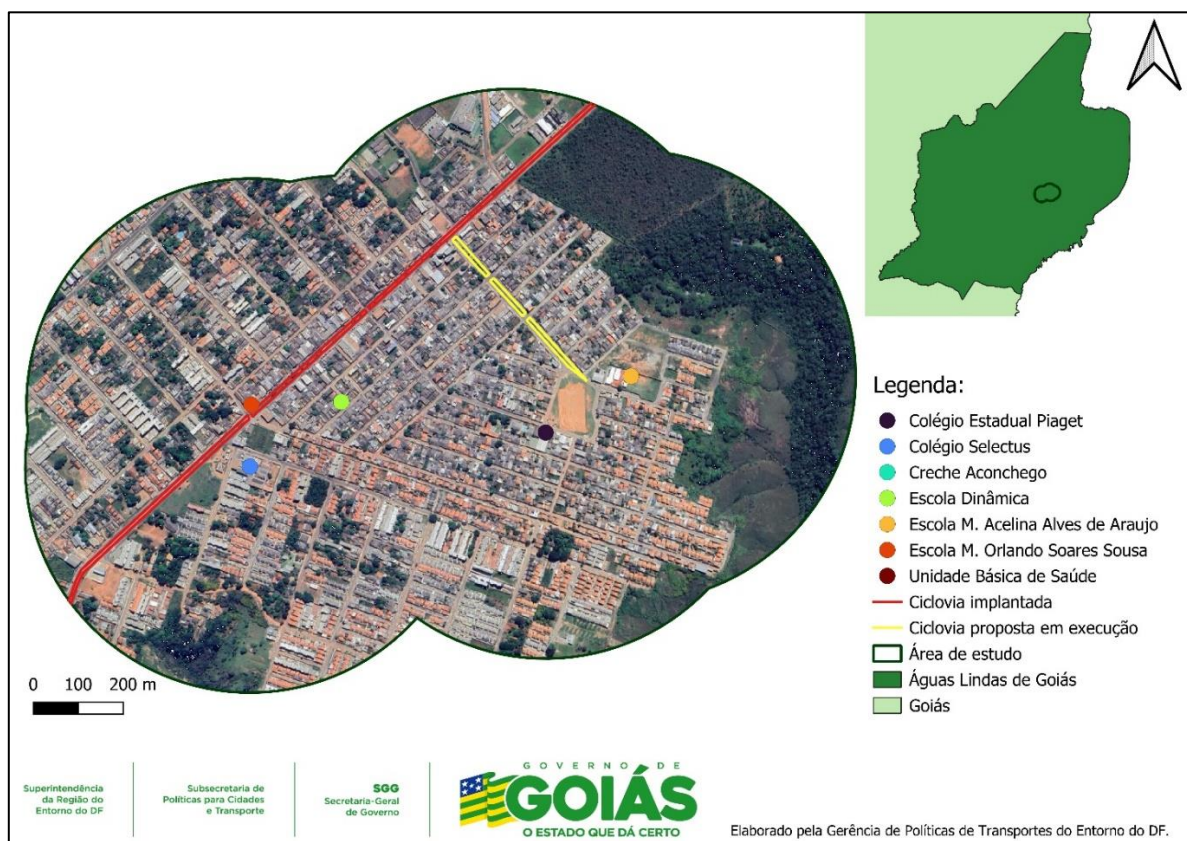 Legenda:
Colégio Estadual Piaget
Colégio Selectus
Creche Aconchego
Escola Dinâmica
Escola M. Acelina Alves de Araujo
Escola M. Orlando Soares Sousa
Unidade Básica de Saúde
Ciclovia implantada
Ciclovia proposta em execução
Área de estudo
Águas Lindas de Goiás
Goiás
0 100 200 m
Superintendência
da Região do
Entorno do DF
Subsecretaria de
Políticas para Cidades
e Transporte
SGG
Secretaria-Geral
de Governo
GOVERNO DE
GOIÁS
O ESTADO QUE DÁ CERTO
Elaborado pela Gerência de Políticas de Transportes do Entorno do DF.